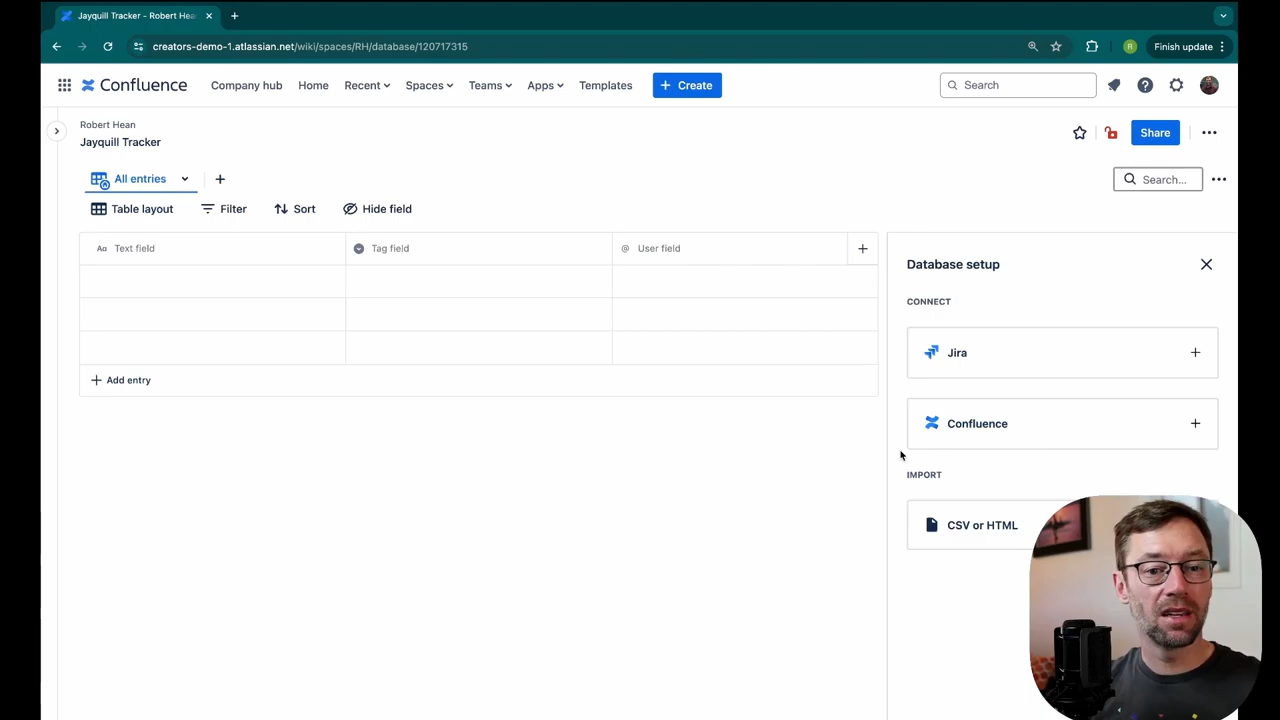 Jayquill Tracker - Robert Hea
creators-demo-1.atlassian.net/wiki/spaces/RH/database/120717315
R
Finish update
Confluence
Company hub
Home
Recent
Spaces
Teams
Apps
Templates
+ Create
Search
Robert Hean
Jayquill Tracker
Share
All entries
Search...
Table layout
Filter
Sort
Hide field
Aa Text field
Tag field
@ User field
+ Add entry
Database setup
CONNECT
Jira
Confluence
IMPORT
CSV or HTML